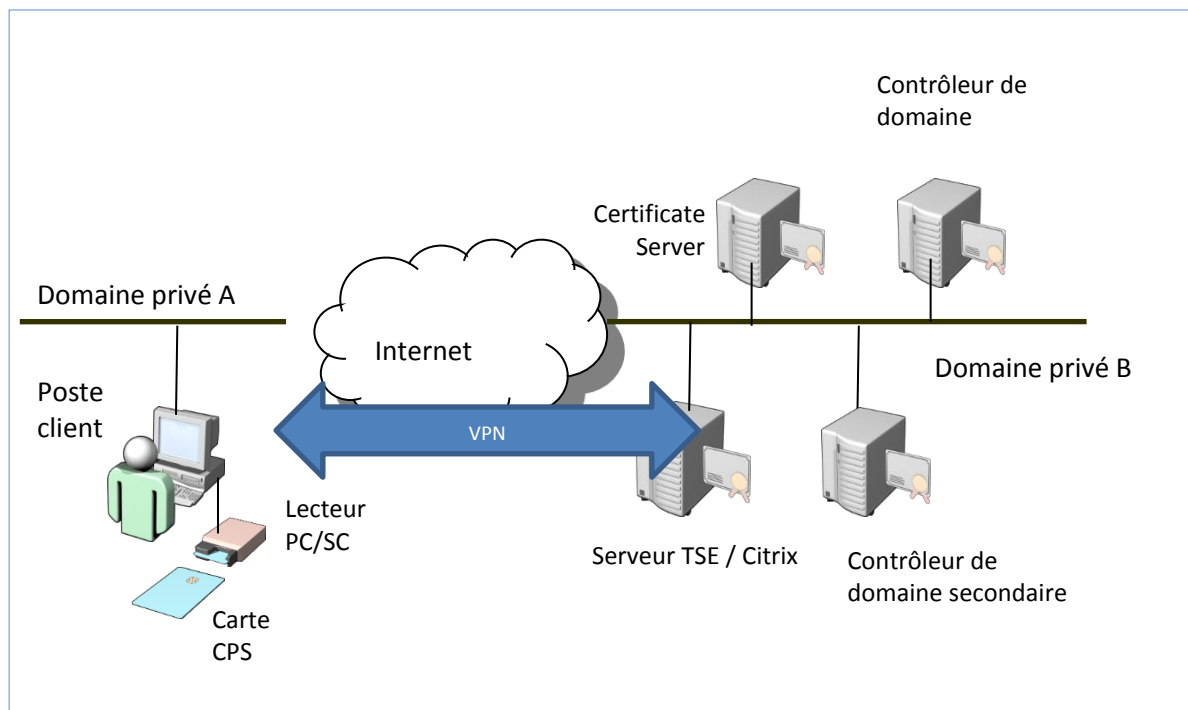 Contrôleur de
domaine
Certificate
Server
Domaine privé A
Internet
Domaine privé B
Poste
client
VPN
Lecteur
PC/SC
Serveur TSE / Citrix
Contrôleur de
domaine secondaire
Carte
CPS